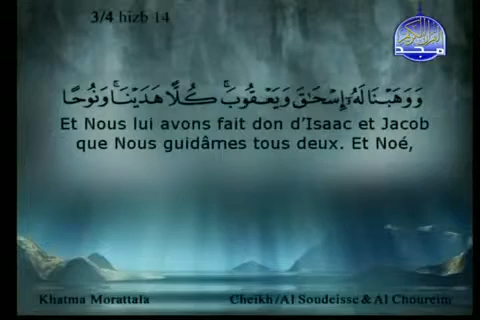 3/4 hizb 14
وَوَهَبْنَا لَهُۥٓ إِسْحَٰقَ وَيَعْقُوبَ ۚ كُلًّا هَدَيْنَا ۚ وَنُوحًا
Et Nous lui avons fait don d'Isaac et Jacob
que Nous guidâmes tous deux. Et Noé,
Khatma Morattala
Cheikh / Al Soudeisse & Al Choureim